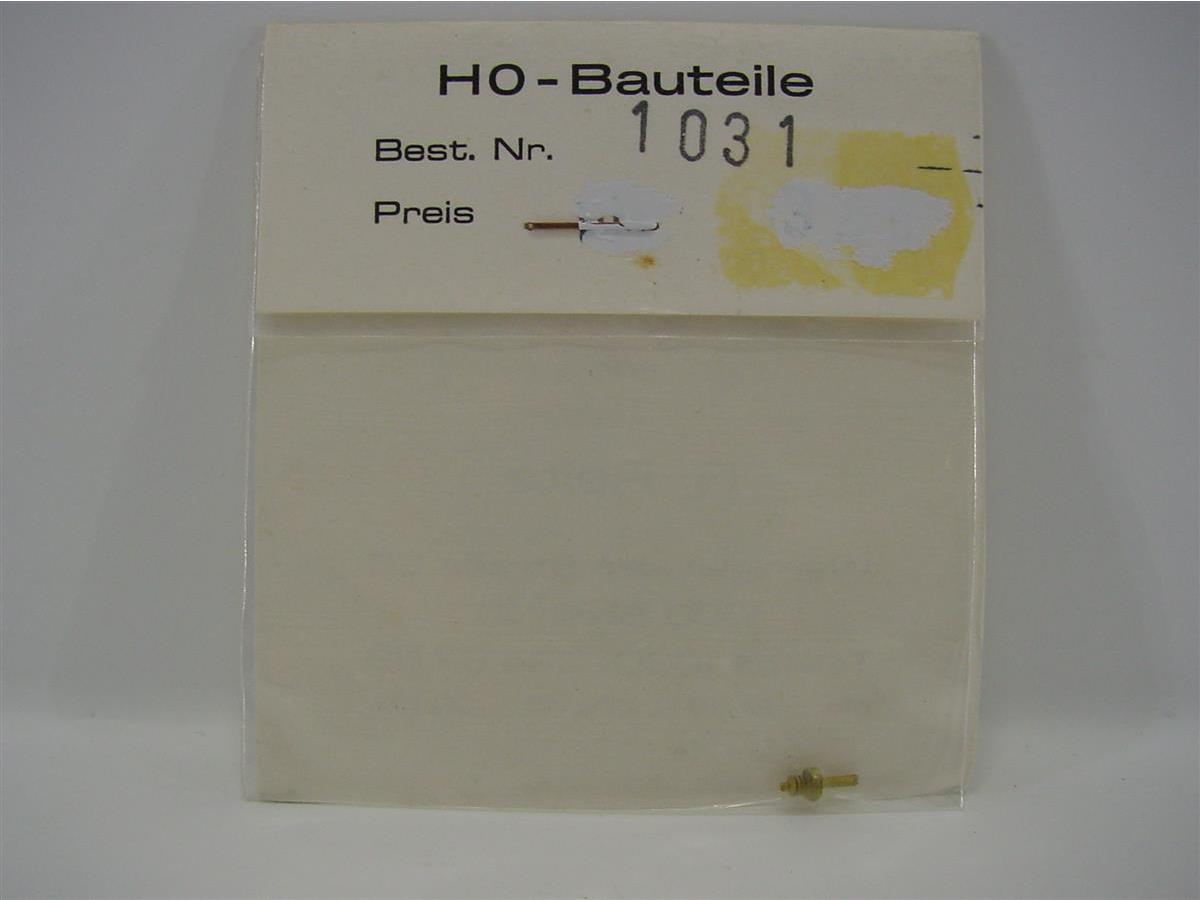 H0-Bauteile
Best. Nr. 1031
Preis